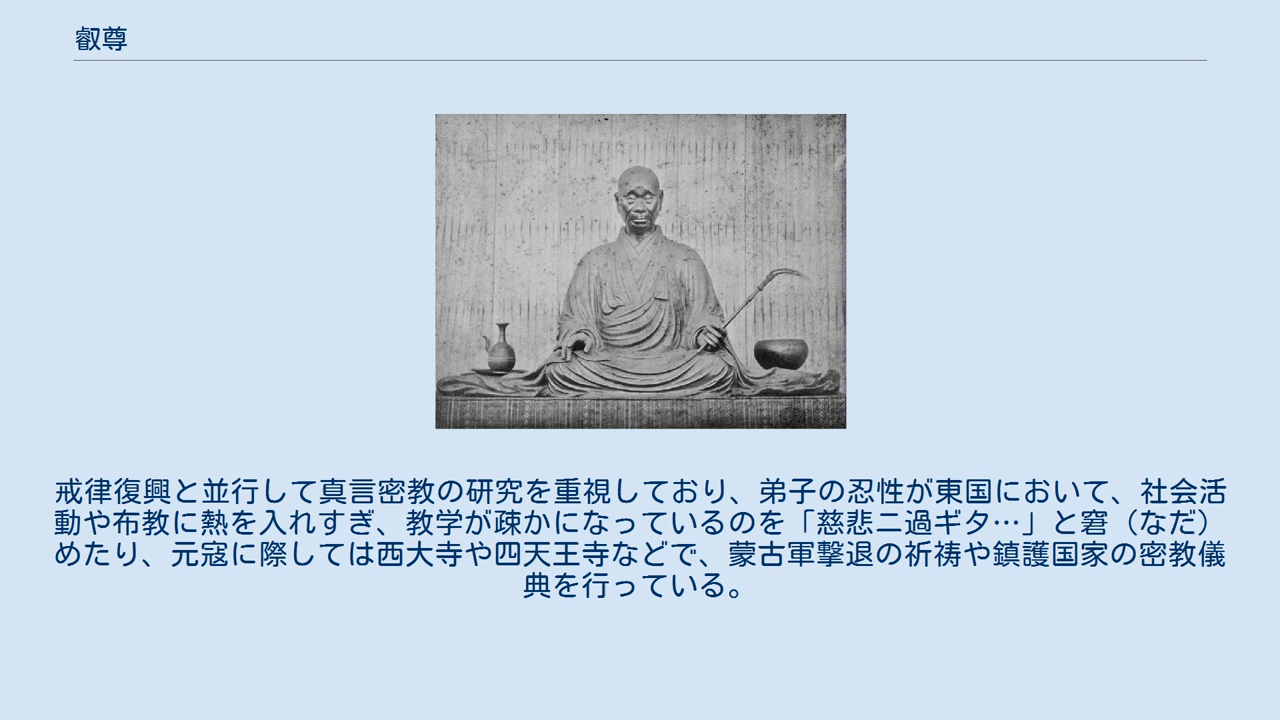 叡尊
戒律復興と並行して真言密教の研究を重視しており、弟子の忍性が東国において、社会活
動や布教に熱を入れすぎ、教学が疎かになっているのを「慈悲ニ過ギタ…」と窘（なだ）
めたり、元寇に際しては西大寺や四天王寺などで、蒙古軍撃退の祈祷や鎮護国家の密教儀
典を行っている。